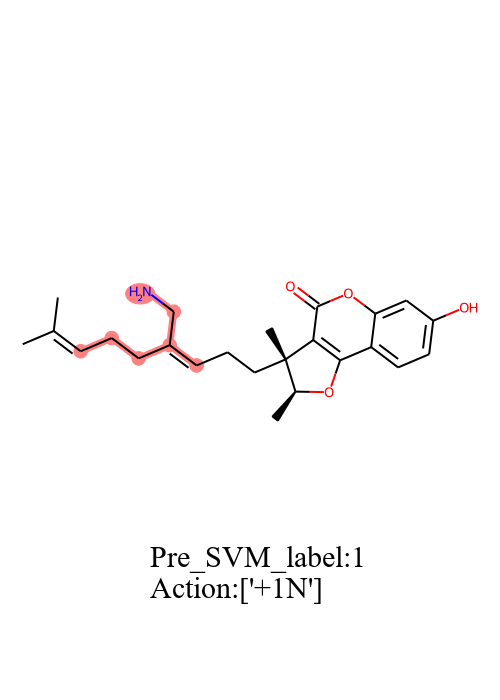 H2N
O
O
OH
O
Pre_SVM_label:1
Action:['+1N']